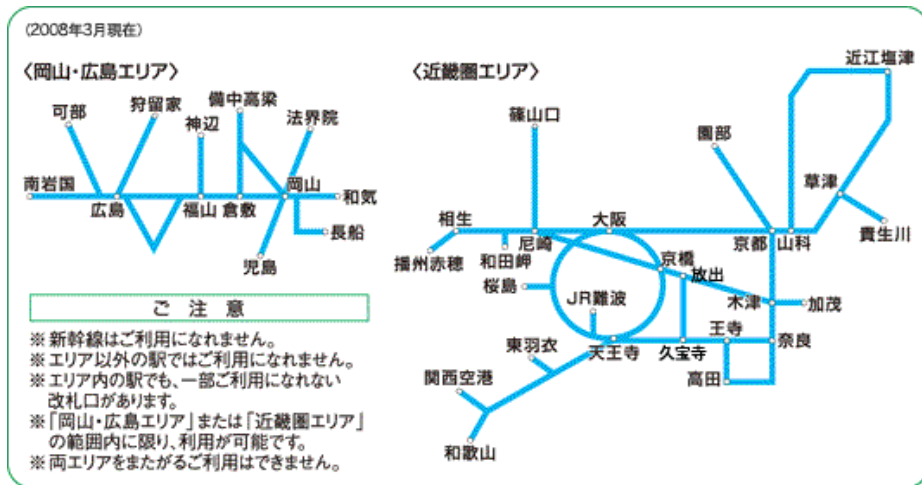 (2008年3月現在)
〈岡山・広島エリア〉
可部
狩留家
神辺
備中高梁
法界院
南岩国
広島
福山
倉敷
岡山
和気
長船
児島
〈近畿圏エリア〉
近江塩津
篠山口
園部
草津
貴生川
相生
大阪
播州赤穂
和田岬
尼崎
京都
山科
京橋
放出
桜島
JR難波
木津
加茂
王寺
奈良
東羽衣
天王寺
久宝寺
高田
関西空港
和歌山
ご注意
※新幹線はご利用になれません。
※エリア以外の駅ではご利用になれません。
※エリア内の駅でも、一部ご利用になれない
改札口があります。
※「岡山・広島エリア」または「近畿圏エリア」
の範囲内に限り、利用が可能です。
※両エリアをまたがるご利用はできません。